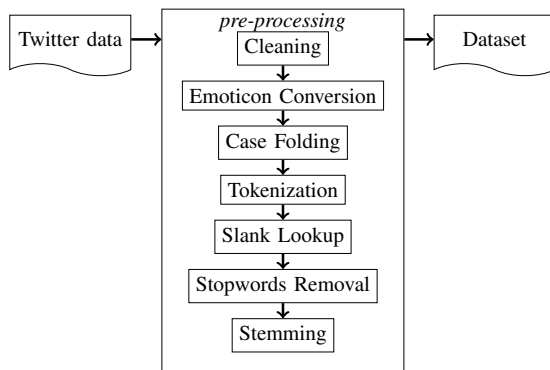 Twitter data
pre-processing
Cleaning
Emoticon Conversion
Case Folding
Tokenization
Slank Lookup
Stopwords Removal
Stemming
Dataset